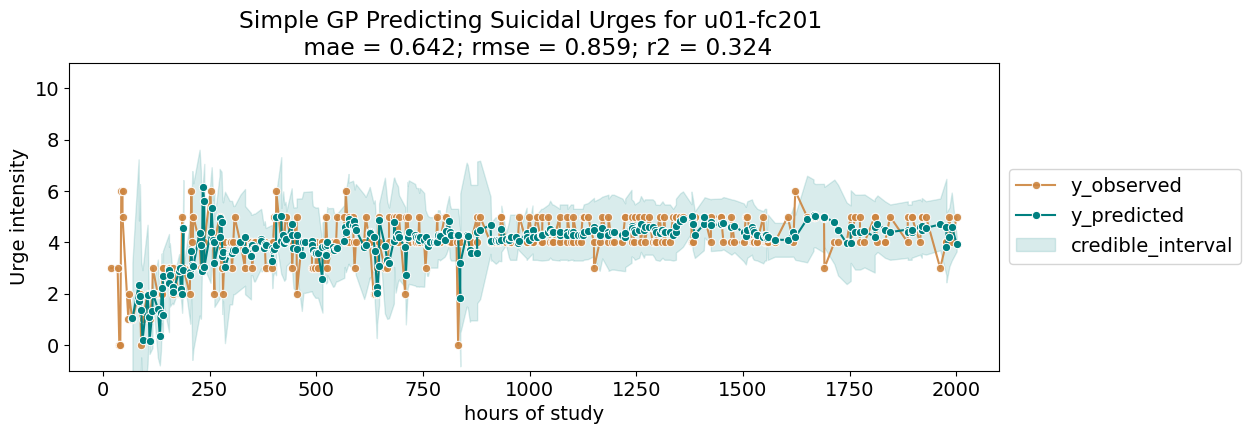 Simple GP Predicting Suicidal Urges for u01-fc201
mae = 0.642; rmse = 0.859; r2 = 0.324
Urge intensity
10
8
6
4
2
0
0 250 500 750 1000 1250 1500 1750 2000
hours of study
y_observed
y_predicted
credible_interval